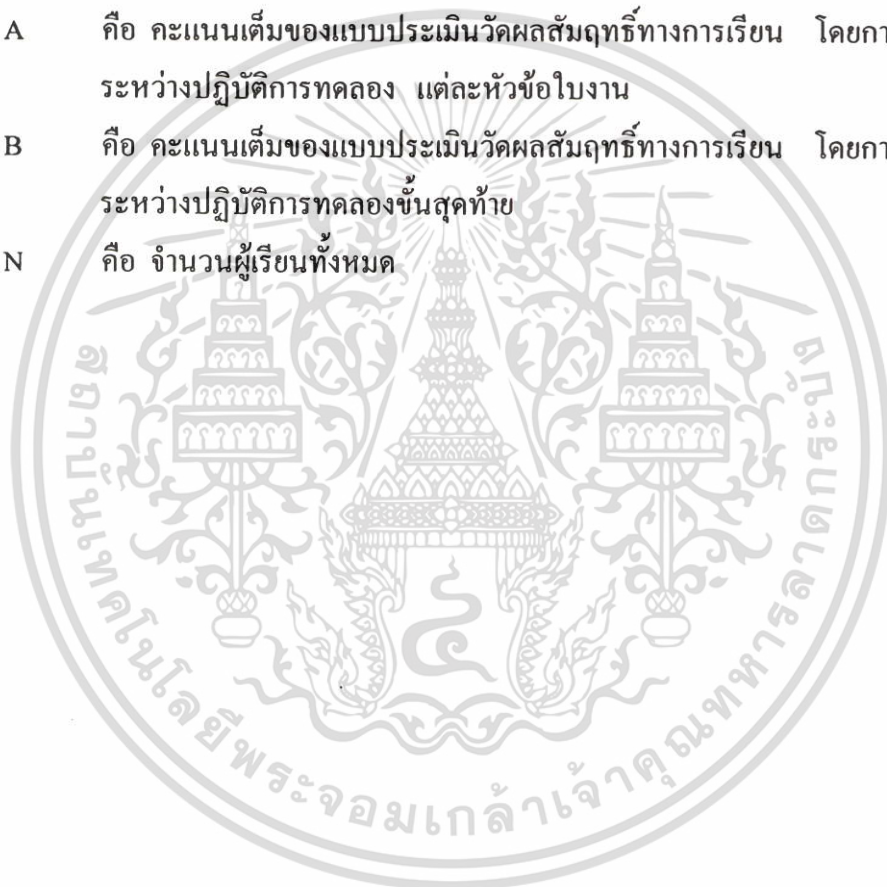 A คือ คะแนนเต็มของแบบประเมินวัดผลสัมฤทธิ์ทางการเรียน โดยกา
ระหว่างปฏิบัติการทดลอง แต่ละหัวข้อใบงาน
B คือ คะแนนเต็มของแบบประเมินวัดผลสัมฤทธิ์ทางการเรียน โดยกา
ระหว่างปฏิบัติการทดลองขั้นสุดท้าย
N คือ จำนวนผู้เรียนทั้งหมด
สถาบันเทคโนโลยีพระจอมเกล้าเจ้าคุณทหารลาดกระบัง